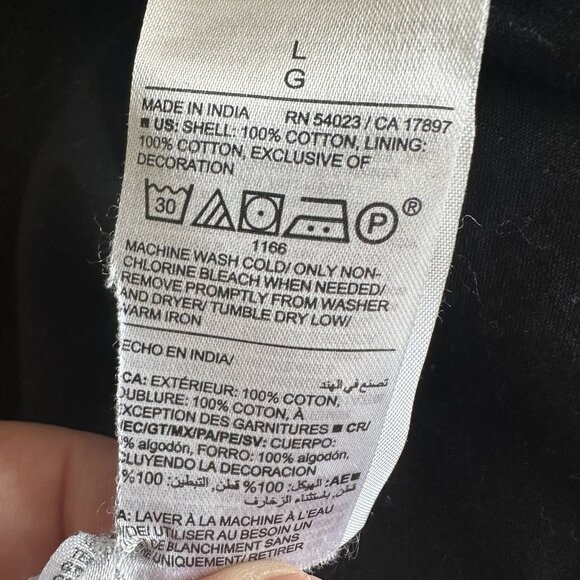 L
G
MADE IN INDIA RN 54023 / CA 17897
■ US: SHELL: 100% COTTON, LINING:
100% COTTON, EXCLUSIVE OF
DECORATION
30 P ®
1166
MACHINE WASH COLD/ ONLY NON-
CHLORINE BLEACH WHEN NEEDED/
REMOVE PROMPTLY FROM WASHER
AND DRYER/ TUMBLE DRY LOW/
WARM IRON
ECHO EN INDIA/ تصنع في الهند
CA: EXTÉRIEUR: 100% COTON,
OUBLURE: 100% COTON, À
EXCEPTION DES GARNITURES ■ CR/
EC/GT/MX/PA/PE/SV: CUERPO:
% algodón, FORRO: 100% algodón,
CLUYENDO LA DECORACION
■ AE: الهيكل: 100% قطن, التبطين: 100%
قطن, باستثناء الزخارف
A: LAVER À LA MACHINE À L'EAU
/DE/ UTILISER AU BESOIN UN
DE BLANCHIMENT SANS
UNIQUEMENT/ RETIRER